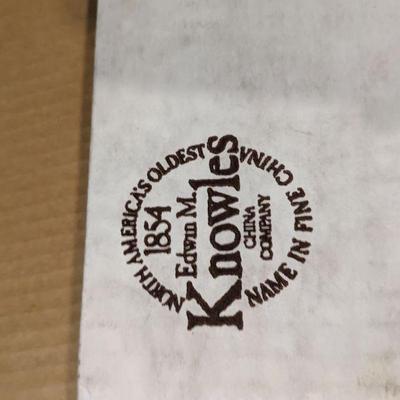 NORTH AMERICA'S OLDEST
1854
Edwin M.
Knowles
CHINA
COMPANY
NAME IN FINE CHINA